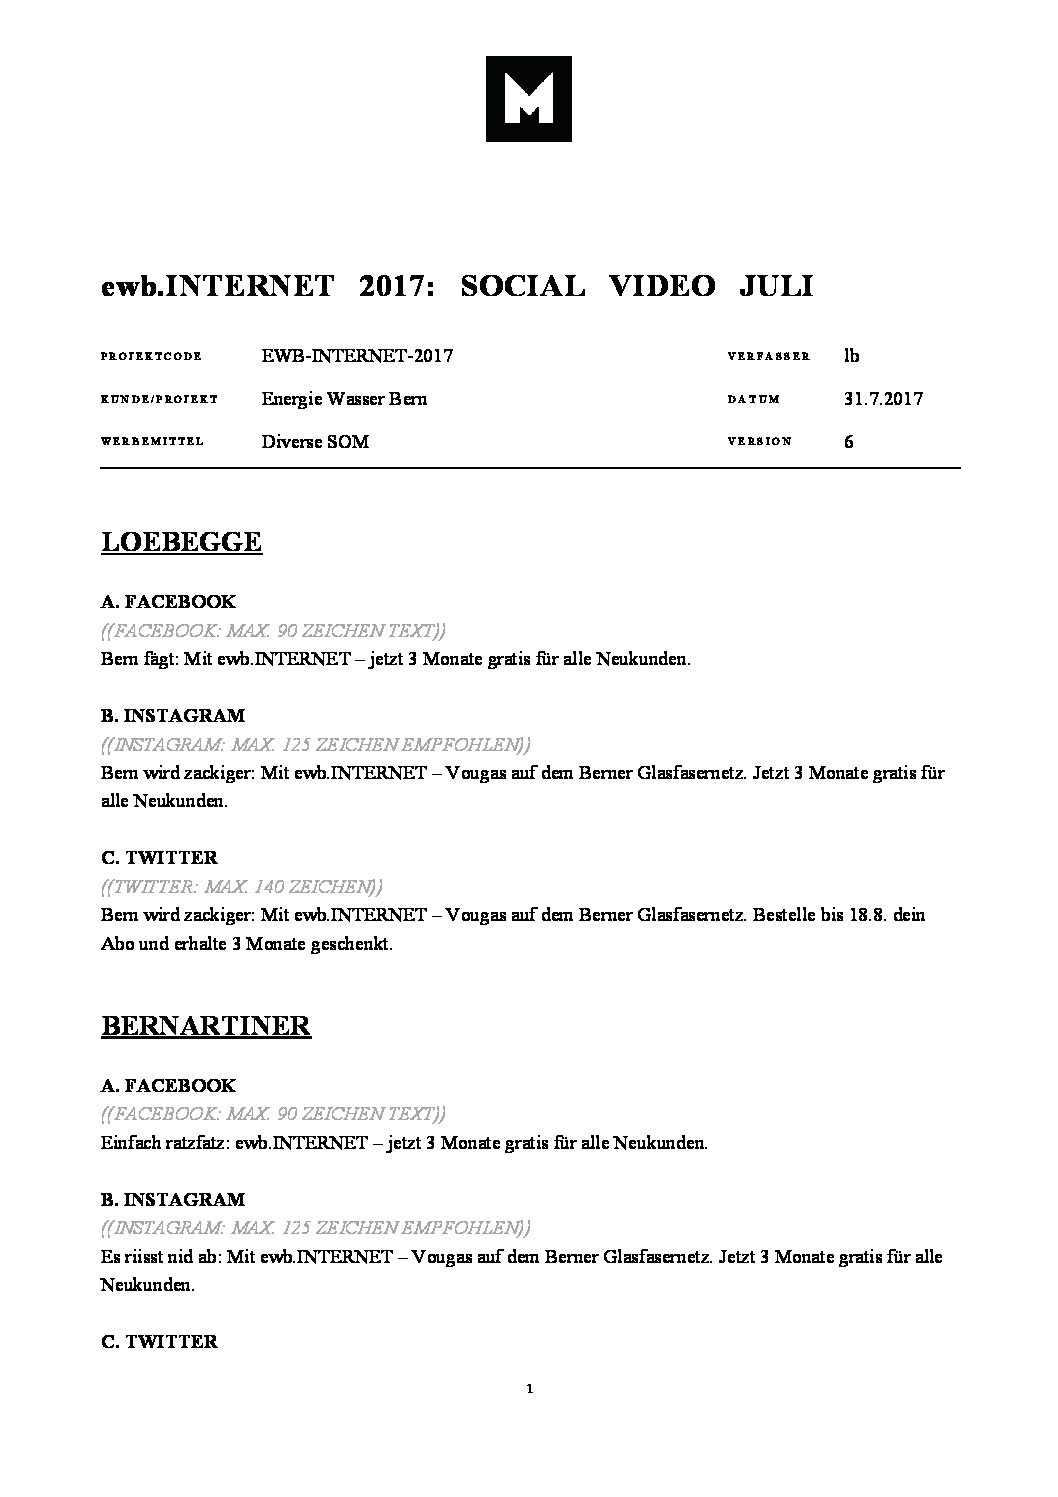 M
ewb.INTERNET 2017: SOCIAL VIDEO JULI
PROJEKTCODE EWB-INTERNET-2017 VERFASSER lb
KUNDE/PROJEKT Energie Wasser Bern DATUM 31.7.2017
WERBEMITTEL Diverse SOM VERSION 6
LOEBEGGE
A. FACEBOOK
((FACEBOOK: MAX. 90 ZEICHEN TEXT))
Bern fägt: Mit ewb.INTERNET – jetzt 3 Monate gratis für alle Neukunden.
B. INSTAGRAM
((INSTAGRAM: MAX. 125 ZEICHEN EMPFOHLEN))
Bern wird zackiger: Mit ewb.INTERNET – Vougas auf dem Berner Glasfasernetz. Jetzt 3 Monate gratis für
alle Neukunden.
C. TWITTER
((TWITTER: MAX. 140 ZEICHEN))
Bern wird zackiger: Mit ewb.INTERNET – Vougas auf dem Berner Glasfasernetz. Bestelle bis 18.8. dein
Abo und erhalte 3 Monate geschenkt.
BERNARTINER
A. FACEBOOK
((FACEBOOK: MAX. 90 ZEICHEN TEXT))
Einfach ratzfatz: ewb.INTERNET – jetzt 3 Monate gratis für alle Neukunden.
B. INSTAGRAM
((INSTAGRAM: MAX. 125 ZEICHEN EMPFOHLEN))
Es riisst nid ab: Mit ewb.INTERNET – Vougas auf dem Berner Glasfasernetz. Jetzt 3 Monate gratis für alle
Neukunden.
C. TWITTER
1